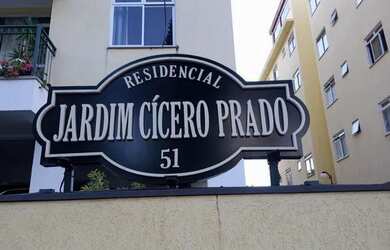 RESIDENCIAL
JARDIM CÍCERO PRADO
51